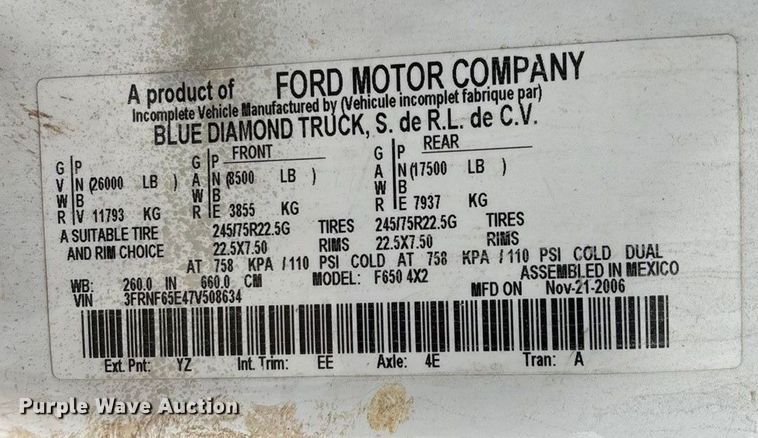 A product of FORD MOTOR COMPANY
Incomplete Vehicle Manufactured by (Vehicule incomplet fabrique par)
BLUE DIAMOND TRUCK, S. de R.L. de C.V.
G P G P FRONT G P REAR
V N (26000 LB ) A N (8500 LB ) A N (17500 LB )
W B W B W B
R V 11793 KG R E 3855 KG R E 7937 KG
A SUITABLE TIRE 245/75R22.5G TIRES 245/75R22.5G TIRES
AND RIM CHOICE 22.5X7.50 RIMS 22.5X7.50 RIMS
AT 758 KPA / 110 PSI COLD AT 758 KPA / 110 PSI COLD DUAL
WB: 260.0 IN 660.0 CM MODEL: F650 4X2 ASSEMBLED IN MEXICO
VIN 3FRNF65E47V508634 MFD ON Nov-21-2006
Ext. Pnt: YZ Int. Trim: EE Axle: 4E Tran: A
Purple Wave Auction